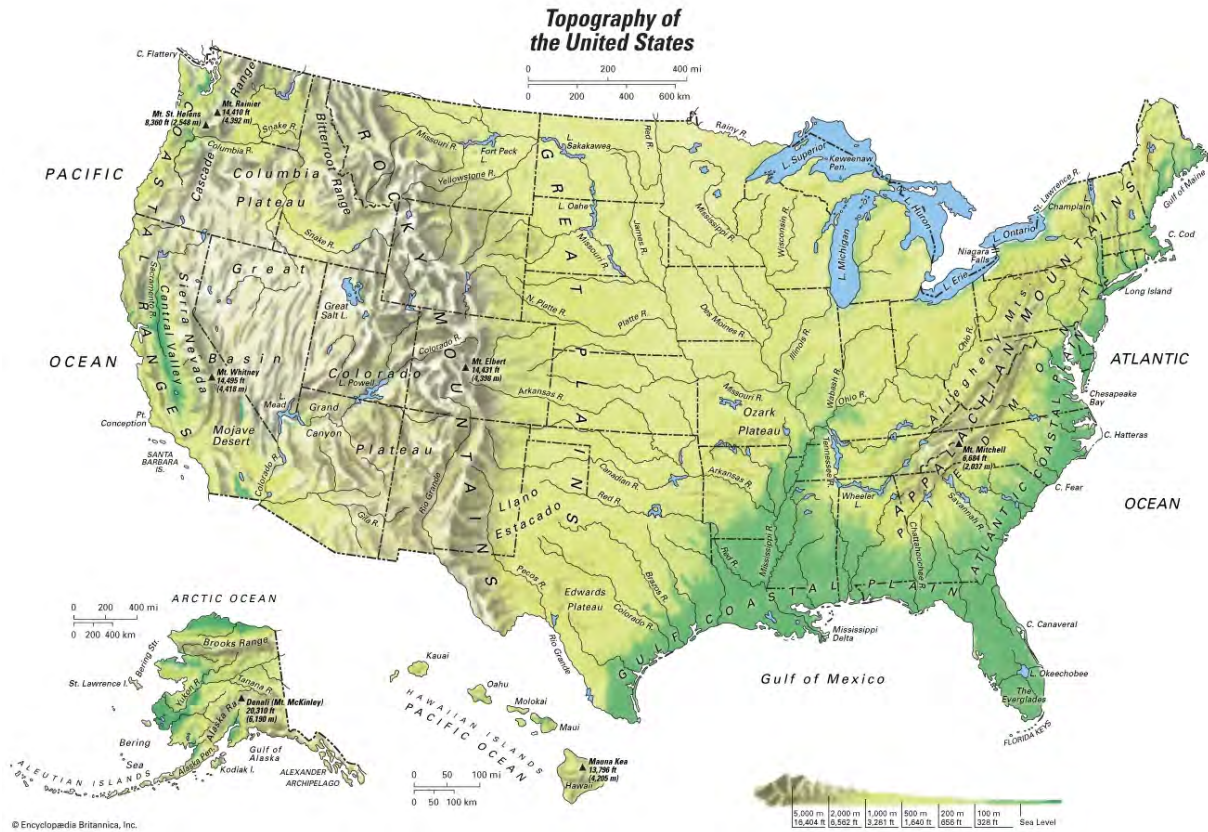 Topography of
the United States
0 200 400 mi
0 200 400 600 km
C. Flattery
Mt. Rainier
14,410 ft
(4,392 m)
Mt. St. Helens
8,360 ft (2,548 m)
Snake R.
Columbia R.
Cascade Range
Columbia
Plateau
Bitterroot Range
ROCKY MOUNTAINS
COASTAL RANGES
PACIFIC
OCEAN
Missouri R.
Fort Peck
L.
Yellowstone R.
L.
Sakakawea
L. Oahe
Missouri R.
James R.
Red R.
Rainy R.
GREAT PLAINS
L. Superior
Keweenaw
Pen.
L. Huron
L. Michigan
L. Ontario
L. Erie
Niagara
Falls
St. Lawrence R.
L.
Champlain
Gulf of Maine
C. Cod
Long Island
Mississippi R.
Wisconsin R.
Snake R.
Great
Basin
Great
Salt L.
Sacramento R.
Central Valley
Sierra Nevada
Mt. Whitney
14,495 ft
(4,418 m)
N. Platte R.
Platte R.
Des Moines R.
Illinois R.
Wabash R.
Ohio R.
Ohio R.
Allegheny Mts.
APPALACHIAN MOUNTAINS
PIEDMONT
ATLANTIC COASTAL PLAIN
ATLANTIC
OCEAN
Chesapeake
Bay
C. Hatteras
Mt. Mitchell
6,684 ft
(2,037 m)
C. Fear
Colorado R.
Mt. Elbert
14,431 ft
(4,398 m)
Colorado
Plateau
L. Powell
L.
Mead
Grand
Canyon
Arkansas R.
Missouri R.
Ozark
Plateau
Pt.
Conception
SANTA
BARBARA
IS.
Mojave
Desert
Colorado R.
Gila R.
Rio Grande
Canadian R.
Arkansas R.
Red R.
Llano
Estacado
Tennessee R.
Wheeler
L.
Savannah R.
Chattahoochee R.
Mississippi R.
Red R.
Pecos R.
Edwards
Plateau
Brazos R.
Colorado R.
Rio Grande
GULF COASTAL PLAIN
Mississippi
Delta
Gulf of Mexico
C. Canaveral
L. Okeechobee
The
Everglades
FLORIDA KEYS
ARCTIC OCEAN
0 200 400 mi
0 200 400 km
Brooks Range
Bering Str.
St. Lawrence I.
Yukon R.
Tanana R.
Denali (Mt. McKinley)
20,310 ft
(6,190 m)
Alaska Ra.
Bering
Sea
Gulf of
Alaska
Alaska Pen.
Kodiak I.
ALEUTIAN ISLANDS
ALEXANDER
ARCHIPELAGO
Kauai
Oahu
Molokai
Maui
HAWAIIAN ISLANDS
PACIFIC OCEAN
Mauna Kea
13,796 ft
(4,205 m)
Hawaii
0 50 100 mi
0 50 100 km
5,000 m 2,000 m 1,000 m 500 m 200 m 100 m
16,404 ft 6,562 ft 3,281 ft 1,640 ft 656 ft 328 ft Sea Level
© Encyclopædia Britannica, Inc.